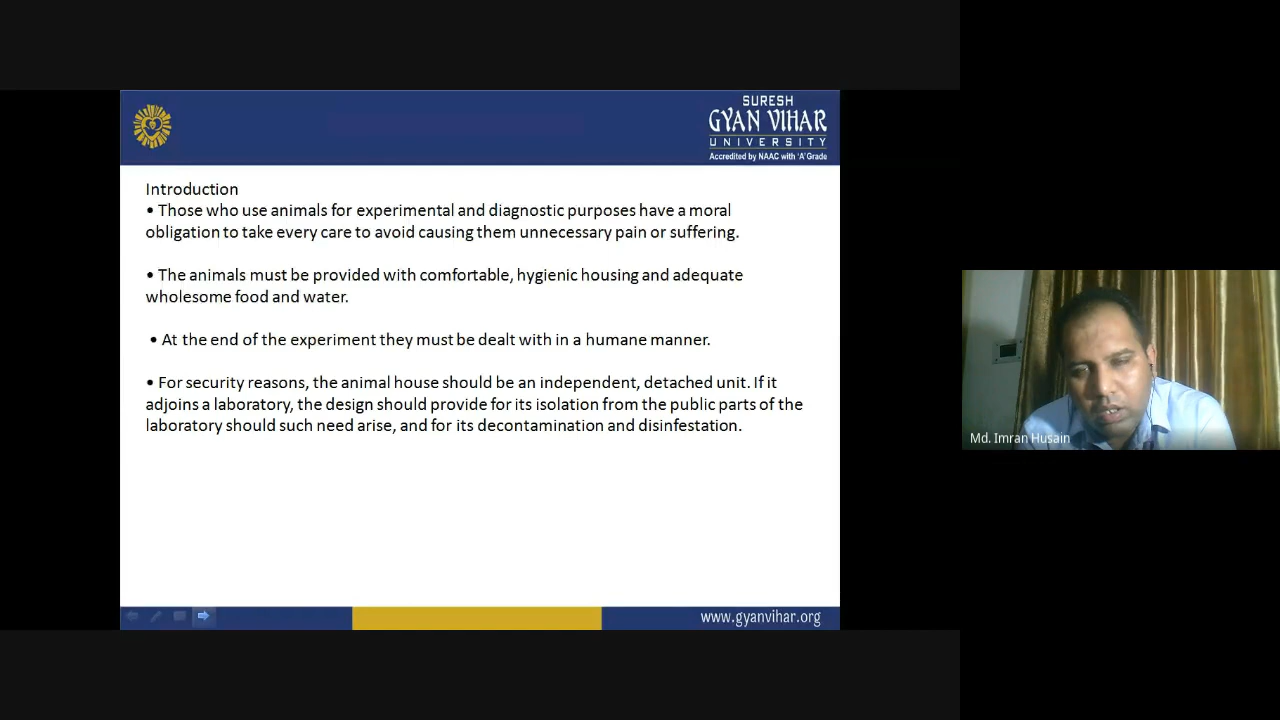 SURESH
GYAN VIHAR
UNIVERSITY
Accredited by NAAC with 'A' Grade
Introduction
• Those who use animals for experimental and diagnostic purposes have a moral
obligation to take every care to avoid causing them unnecessary pain or suffering.
• The animals must be provided with comfortable, hygienic housing and adequate
wholesome food and water.
• At the end of the experiment they must be dealt with in a humane manner.
• For security reasons, the animal house should be an independent, detached unit. If it
adjoins a laboratory, the design should provide for its isolation from the public parts of the
laboratory should such need arise, and for its decontamination and disinfestation.
Md. Imran Husain
www.gyanvihar.org